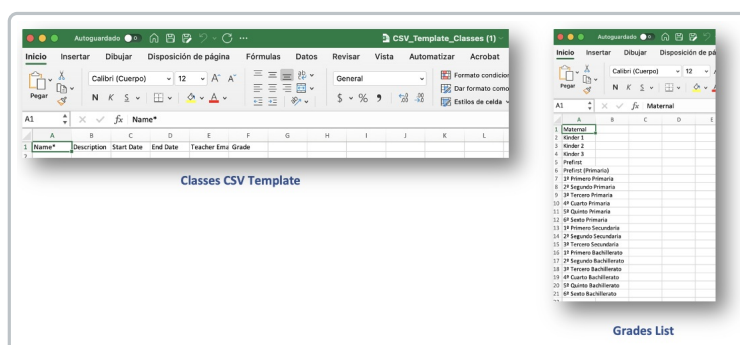 Autoguardado
CSV_Template_Classes (1)
Inicio Insertar Dibujar Disposición de página Fórmulas Datos Revisar Vista Automatizar Acrobat
Pegar
Calibri (Cuerpo) 12 A^ A˅
N K S A
General
$ % 9
Formato condicion
Dar formato como
Estilos de celda
A1 fx Name*
A B C D E F G H I J K L
1 Name* Description Start Date End Date Teacher Ema Grade
Classes CSV Template
Autoguardado
Inicio Insertar Dibujar Disposición de pá
Pegar
Calibri (Cuerpo) 12
N K S
A1 fx Maternal
A B C D E
1 Maternal
2 Kinder 1
3 Kinder 2
4 Kinder 3
5 Prefirst
6 Prefirst (Primaria)
7 1º Primero Primaria
8 2º Segundo Primaria
9 3º Tercero Primaria
10 4º Cuarto Primaria
11 5º Quinto Primaria
12 6º Sexto Primaria
13 1º Primero Secundaria
14 2º Segundo Secundaria
15 3º Tercero Secundaria
16 1º Primero Bachillerato
17 2º Segundo Bachillerato
18 3º Tercero Bachillerato
19 4º Cuarto Bachillerato
20 5º Quinto Bachillerato
21 6º Sexto Bachillerato
Grades List